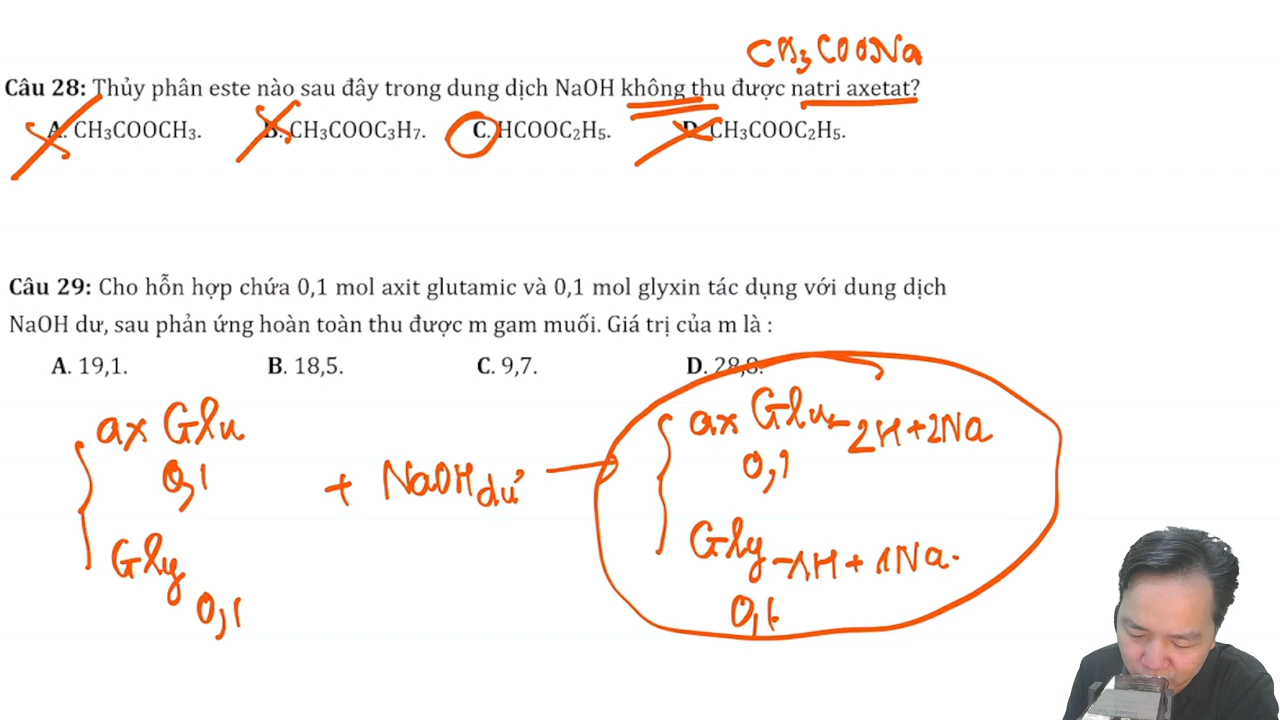 CH₃COONa
Câu 28: Thủy phân este nào sau đây trong dung dịch NaOH không thu được natri axetat?
A. CH₃COOCH₃. B. CH₃COOC₃H₇. C. HCOOC₂H₅. D. CH₃COOC₂H₅.
Câu 29: Cho hỗn hợp chứa 0,1 mol axit glutamic và 0,1 mol glyxin tác dụng với dung dịch
NaOH dư, sau phản ứng hoàn toàn thu được m gam muối. Giá trị của m là :
A. 19,1. B. 18,5. C. 9,7. D. 28,8.
ax Glu
0,1
+ NaOH dư
Gly
0,1
ax Glu -2H+2Na
0,1
Gly -1H+1Na.
0,1